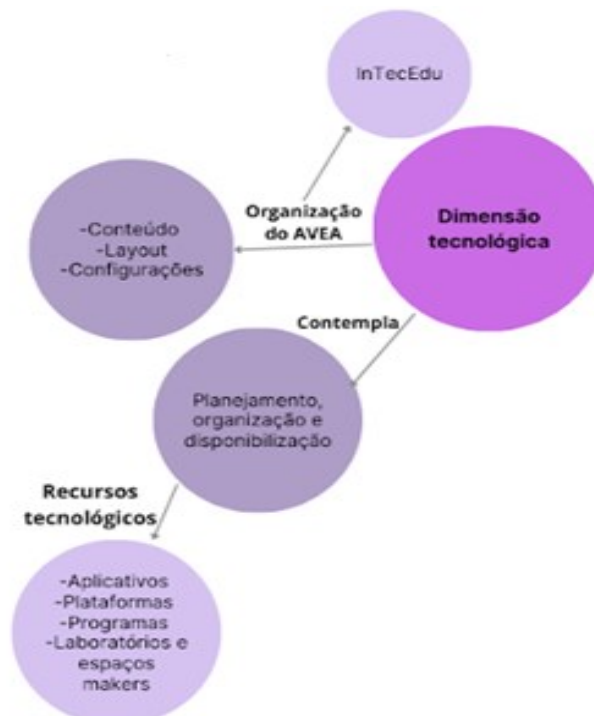 InTecEdu
Dimensão
tecnológica
Organização
do AVEA
-Conteúdo
-Layout
-Configurações
Contempla
Planejamento,
organização e
disponibilização
Recursos
tecnológicos
-Aplicativos
-Plataformas
-Programas
-Laboratórios e
espaços
makers